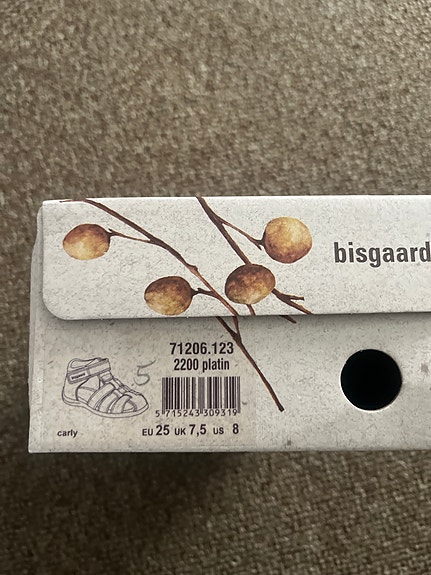 bisgaard
71206.123
2200 platin
5
5 715243 309319
carly
EU 25 UK 7,5 US 8